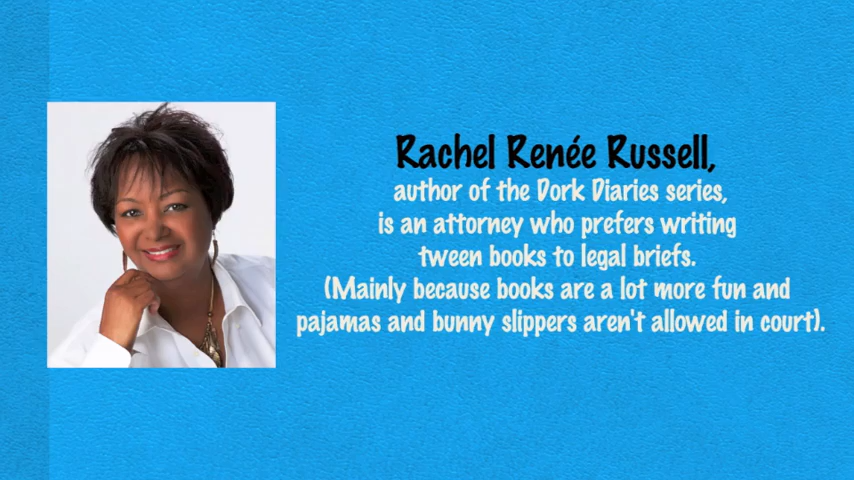 Rachel Renée Russell,
author of the Dork Diaries series,
is an attorney who prefers writing
tween books to legal briefs.
(Mainly because books are a lot more fun and
pajamas and bunny slippers aren't allowed in court).